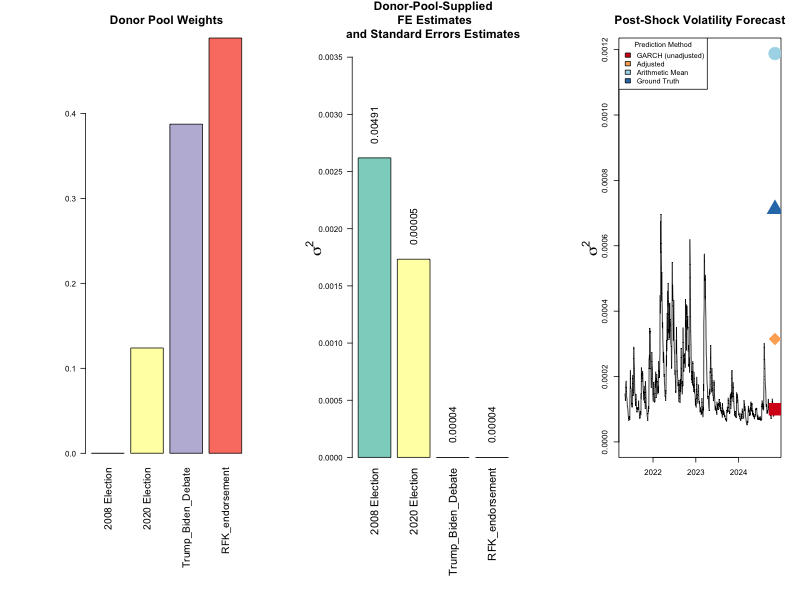 Donor Pool Weights
0.4
0.3
0.2
0.1
0.0
2008 Election
2020 Election
Trump_Biden_Debate
RFK_endorsement
Donor-Pool-Supplied
FE Estimates
and Standard Errors Estimates
σ²
0.0035
0.0030
0.0025
0.0020
0.0015
0.0010
0.0005
0.0000
0.00491
0.00005
0.00004
0.00004
2008 Election
2020 Election
Trump_Biden_Debate
RFK_endorsement
Post-Shock Volatility Forecast
σ²
0.0012
0.0008
0.0006
0.0004
0.0002
0.0000
Prediction Method
GARCH (unadjusted)
Adjusted
Arithmetic Mean
Ground Truth
2022
2023
2024